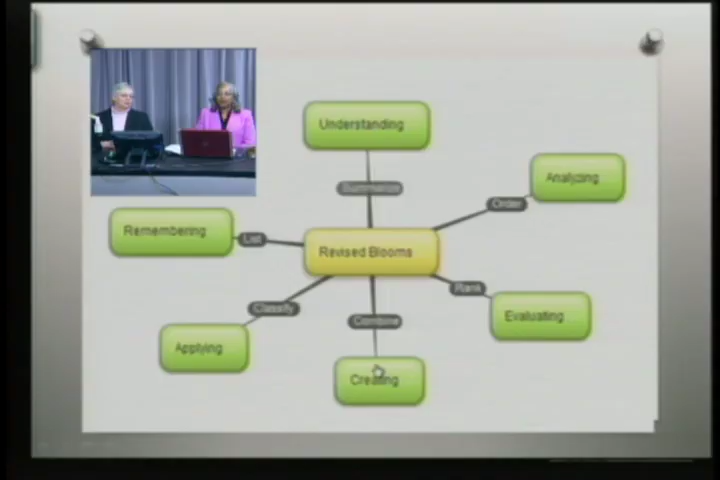 Understanding
Summarize
Analyzing
Order
Remembering
List
Revised Blooms
Rank
Classify
Combine
Evaluating
Applying
Creating